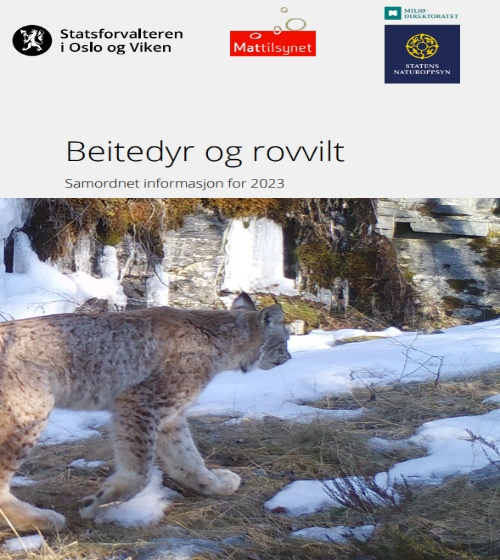 Statsforvalteren
i Oslo og Viken
Mattilsynet
MILJØ-
DIREKTORATET
STATENS
NATUROPPSYN
Beitedyr og rovvilt
Samordnet informasjon for 2023